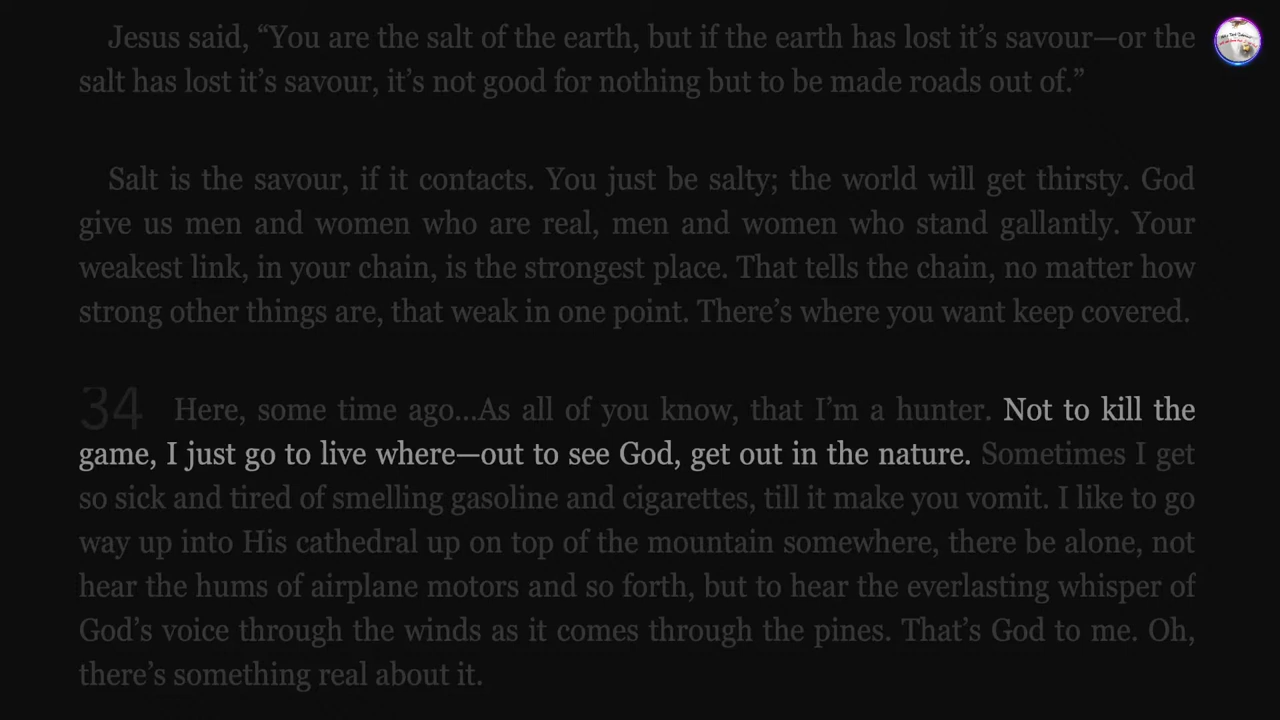 Jesus said, “You are the salt of the earth, but if the earth has lost it’s savour—or the
salt has lost it’s savour, it’s not good for nothing but to be made roads out of.”
Salt is the savour, if it contacts. You just be salty; the world will get thirsty. God
give us men and women who are real, men and women who stand gallantly. Your
weakest link, in your chain, is the strongest place. That tells the chain, no matter how
strong other things are, that weak in one point. There’s where you want keep covered.
34 Here, some time ago...As all of you know, that I’m a hunter. Not to kill the
game, I just go to live where—out to see God, get out in the nature. Sometimes I get
so sick and tired of smelling gasoline and cigarettes, till it make you vomit. I like to go
way up into His cathedral up on top of the mountain somewhere, there be alone, not
hear the hums of airplane motors and so forth, but to hear the everlasting whisper of
God’s voice through the winds as it comes through the pines. That’s God to me. Oh,
there’s something real about it.